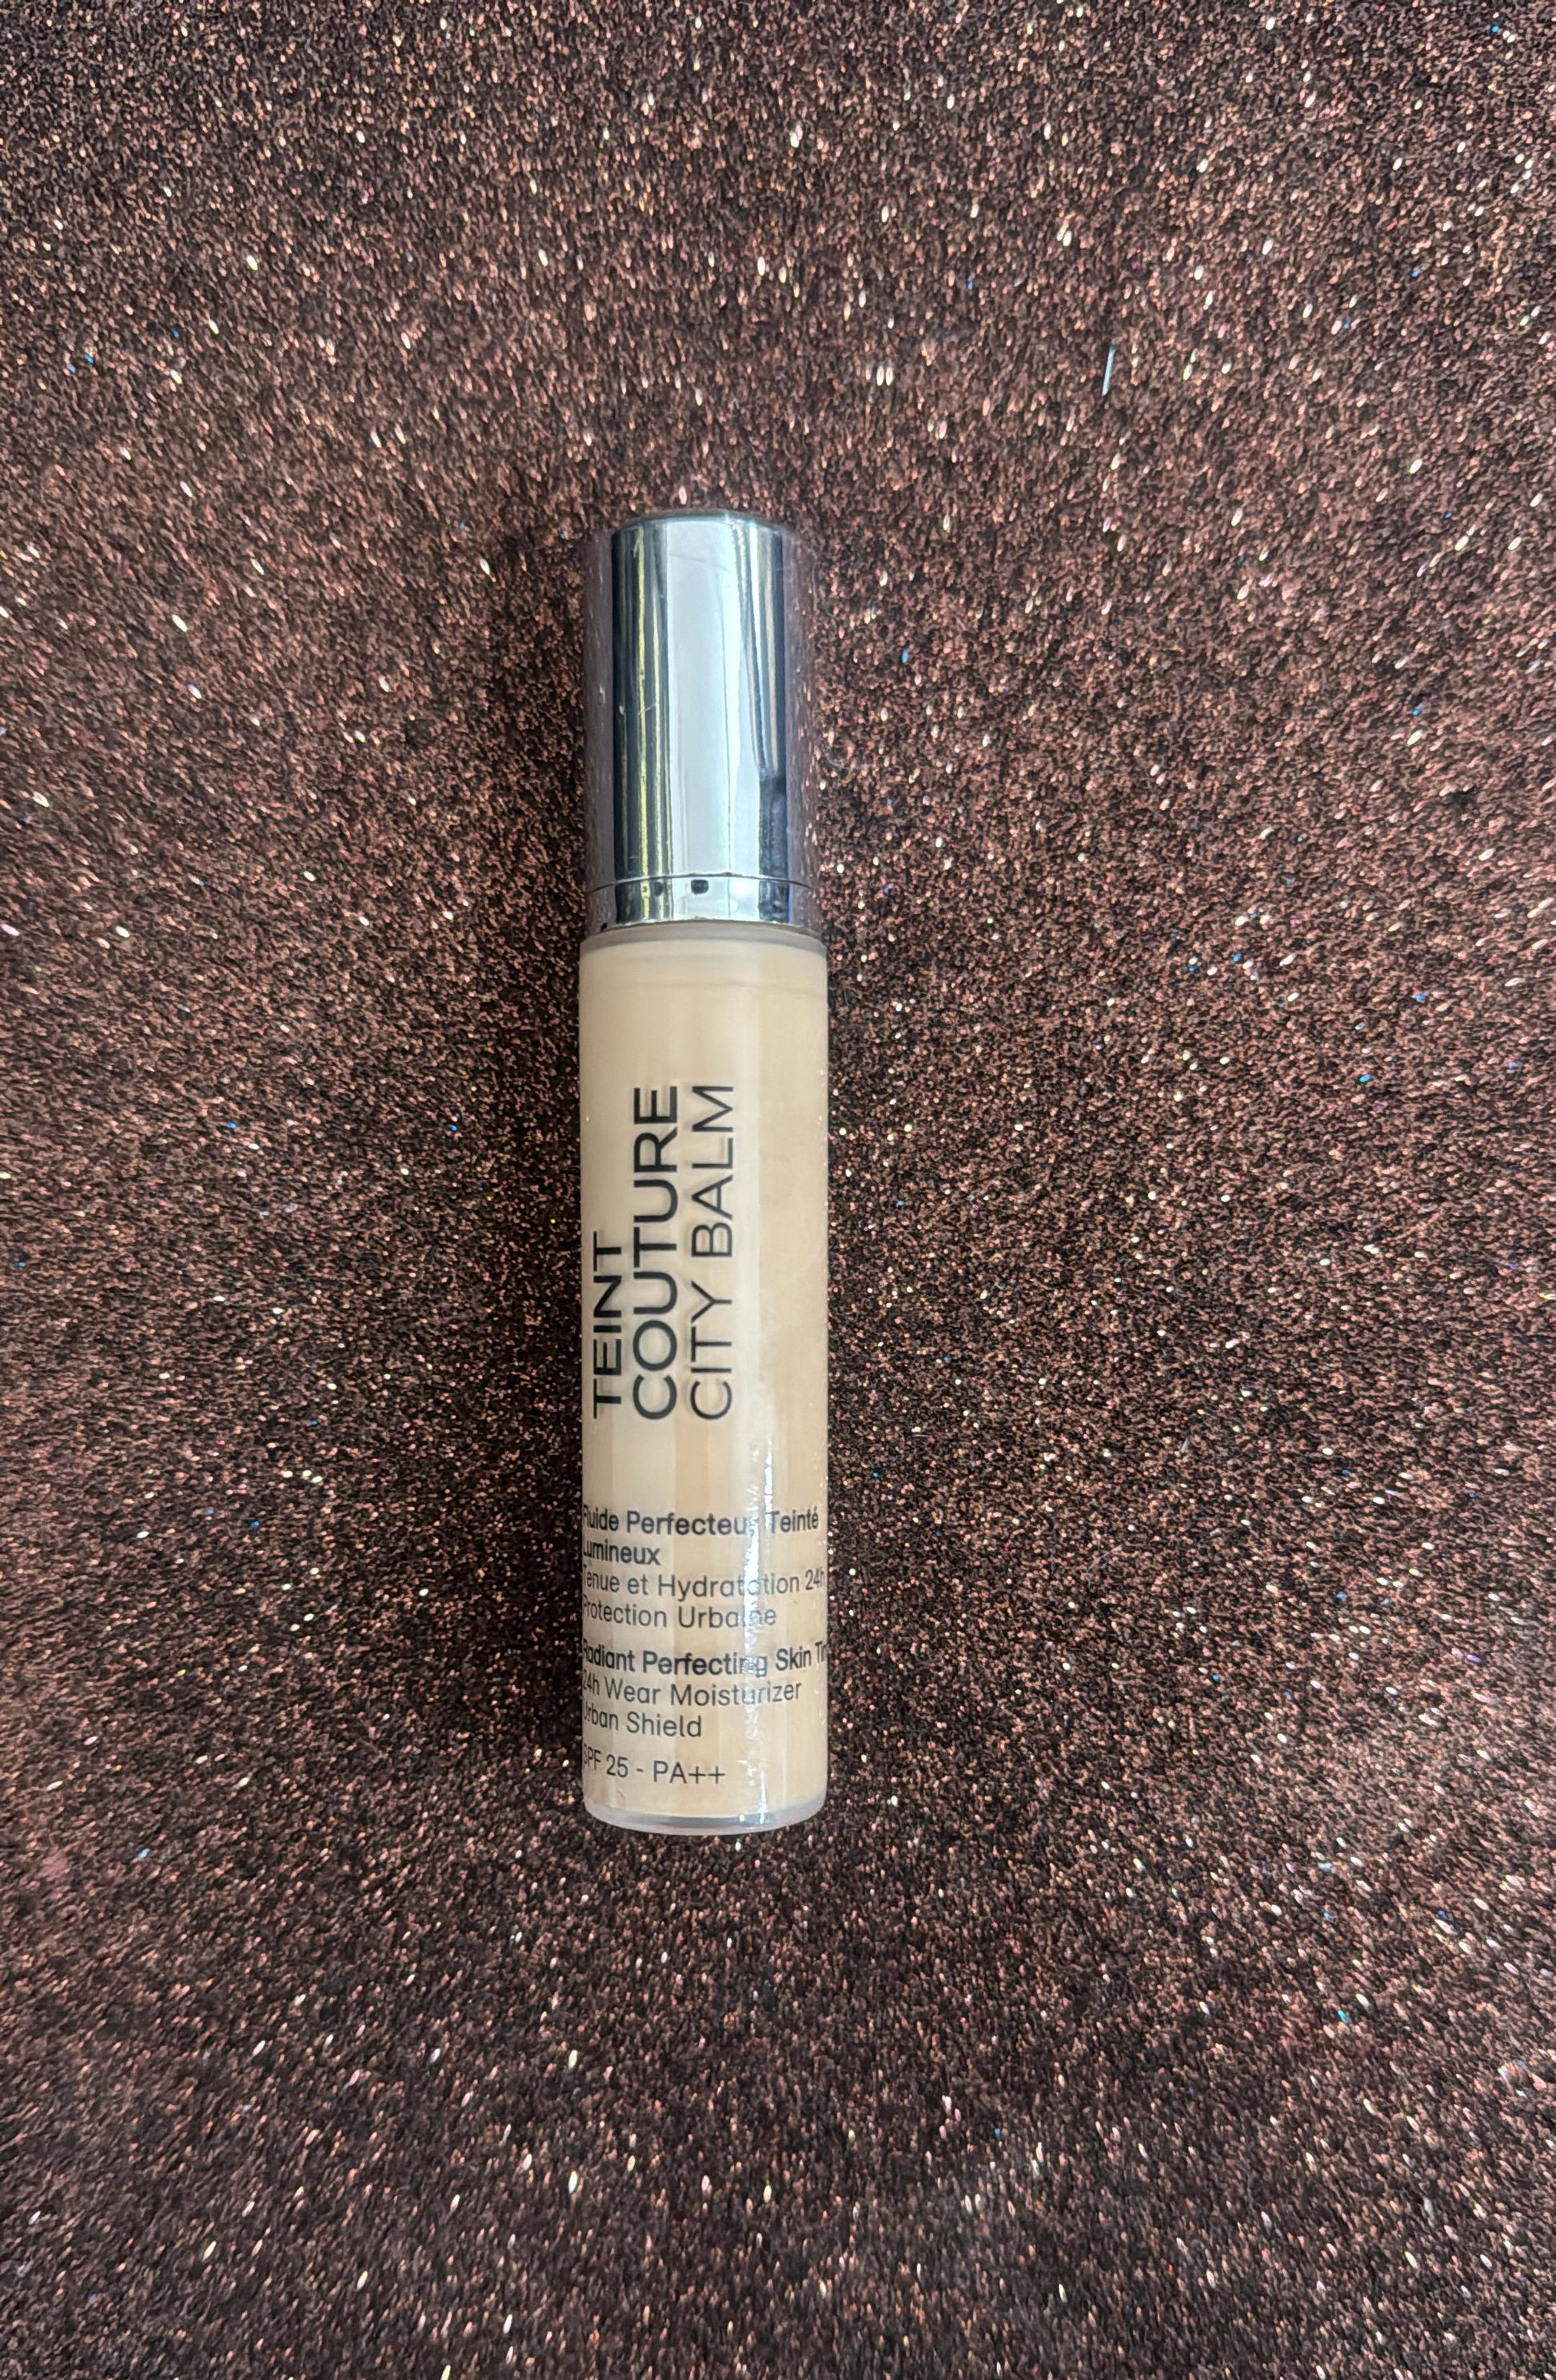 TEINT
COUTURE
CITY BALM
Fluide Perfecteur Teinté
Lumineux
Tenue et Hydratation 24h
Protection Urbaine
Radiant Perfecting Skin
24h Wear Moisturizer
Urban Shield
SPF 25 - PA++